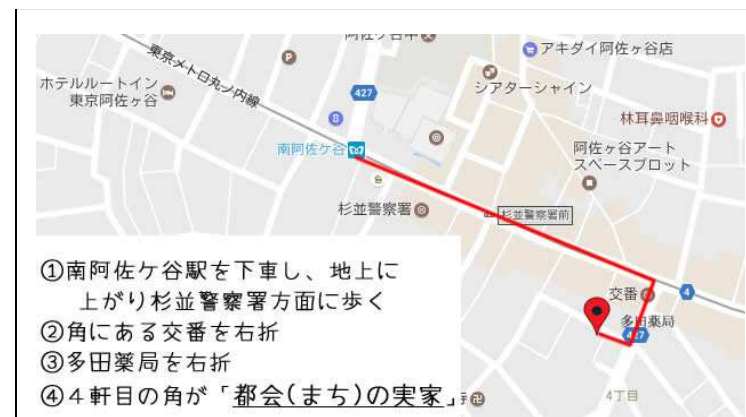 東京メトロ丸ノ内線
427
アキダイ阿佐ヶ谷店
シアターシャイン
ホテルルートイン
東京阿佐ヶ谷
林耳鼻咽喉科
南阿佐ケ谷
阿佐ヶ谷アート
スペースプロット
杉並警察署
杉並警察署前
交番
4
多田薬局
427
4丁目
①南阿佐ケ谷駅を下車し、地上に
上がり杉並警察署方面に歩く
②角にある交番を右折
③多田薬局を右折
④4軒目の角が「都会(まち)の実家」